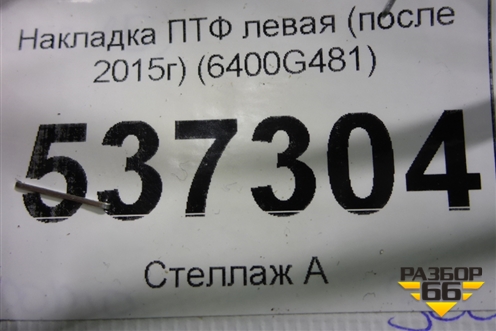 Накладка ПТФ левая (после
2015г) (6400G481)
537304
Стеллаж А
РАЗБОР
66